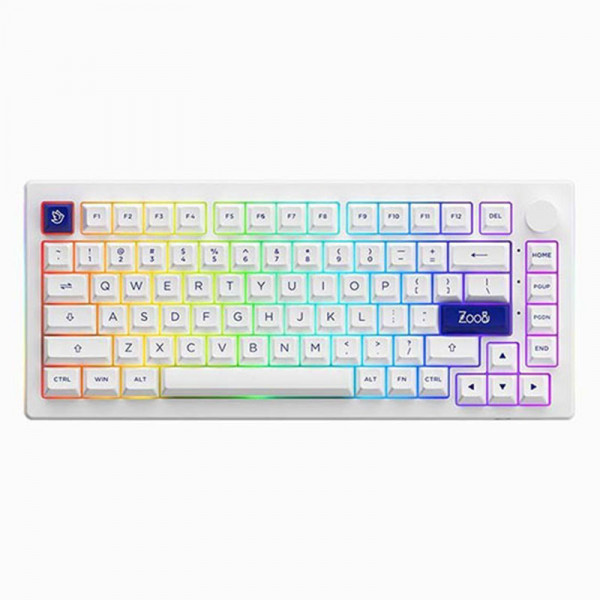 F1 F2 F3 F4 F5 F6 F7 F8 F9 F10 F11 F12 DEL
~ ` ! 1 @ 2 # 3 $ 4 % 5 ^ 6 & 7 * 8 ( 9 ) 0 _ - + = ← HOME
Q W E R T Y U I O P { [ } ] | \ PGUP
A S D F G H J K L : ; " ' Zoo& PGDN
⇧ Z X C V B N M < , > . ? / ⇧ ▲ END
CTRL WIN ALT ALT FN CTRL ◀ ▼ ▶